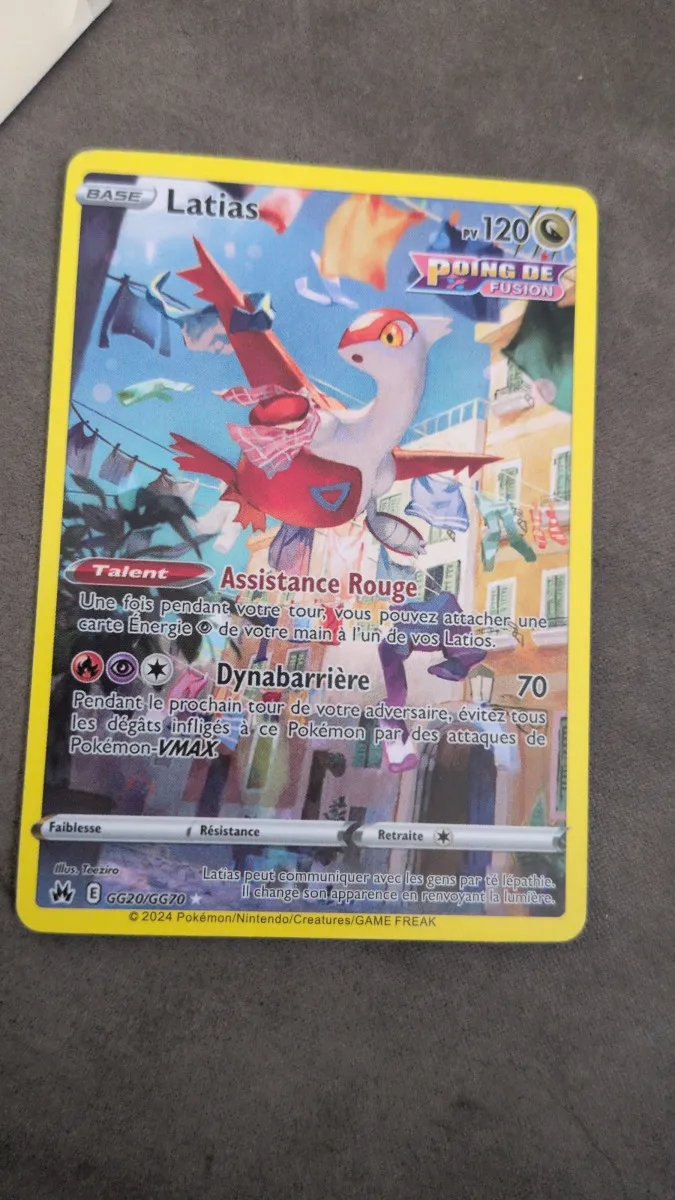 BASE Latias PV 120
POING DE
FUSION
Talent Assistance Rouge
Une fois pendant votre tour, vous pouvez attacher une
carte Énergie de votre main à l'un de vos Latios.
Dynabarrière 70
Pendant le prochain tour de votre adversaire, évitez tous
les dégâts infligés à ce Pokémon par des attaques de
Pokémon-VMAX.
Faiblesse Résistance Retraite
Illus. Teeziro
Latias peut communiquer avec les gens par té lépathie.
Il change son apparence en renvoyant la lumière.
E GG20/GG70
© 2024 Pokémon/Nintendo/Creatures/GAME FREAK